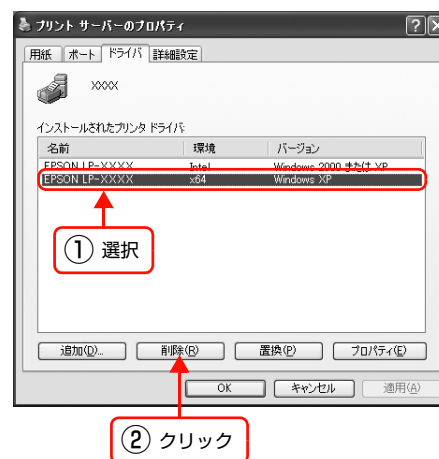 プリント サーバーのプロパティ
用紙 ポート ドライバ 詳細設定
XXXX
インストールされたプリンタ ドライバ:
名前 環境 バージョン
EPSON LP-XXXX Intel Windows 2000 または XP
EPSON LP-XXXX x64 Windows XP
① 選択
追加(D)... 削除(R) 置換(P) プロパティ(E)
OK キャンセル 適用(A)
② クリック